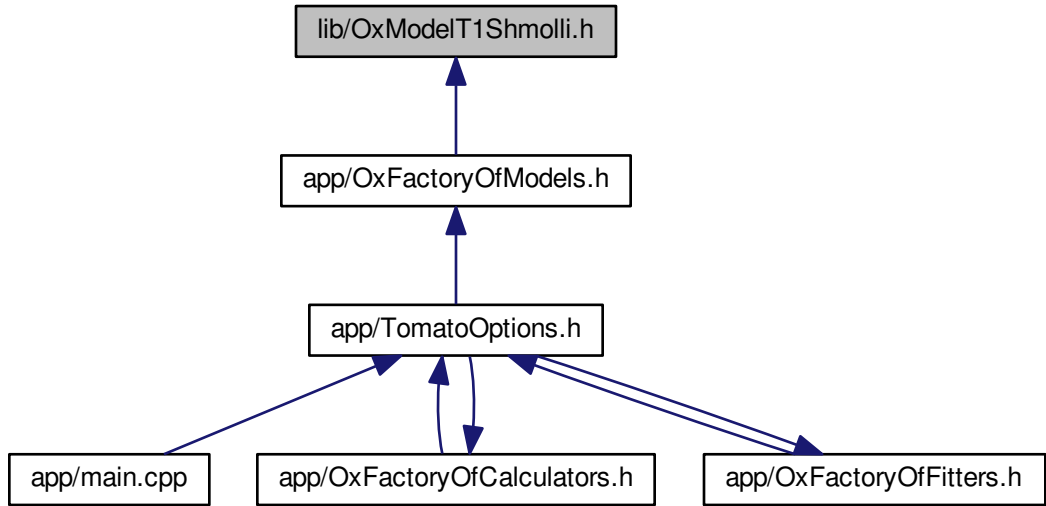 lib/OxModelT1Shmolli.h
app/OxFactoryOfModels.h
app/TomatoOptions.h
app/main.cpp
app/OxFactoryOfCalculators.h
app/OxFactoryOfFitters.h